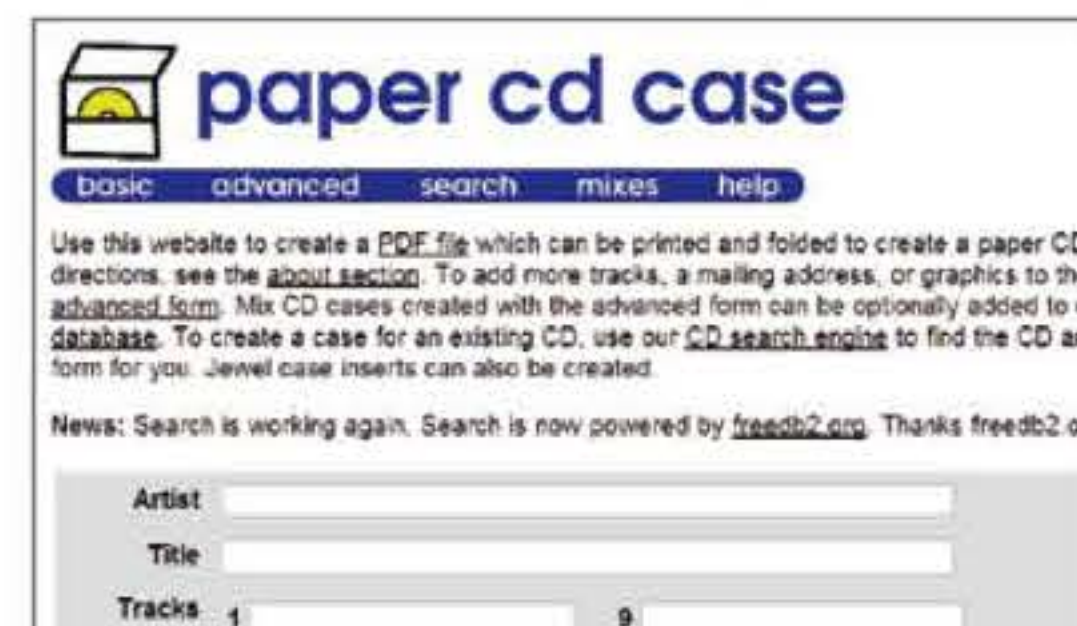 paper cd case
basic advanced search mixes help
Use this website to create a PDF file which can be printed and folded to create a paper CD
directions, see the about section. To add more tracks, a mailing address, or graphics to th
advanced form. Mix CD cases created with the advanced form can be optionally added to
database. To create a case for an existing CD, use our CD search engine to find the CD a
form for you. Jewel case inserts can also be created.
News: Search is working again. Search is now powered by freedb2.org. Thanks freedb2.o
Artist
Title
Tracks 1 9